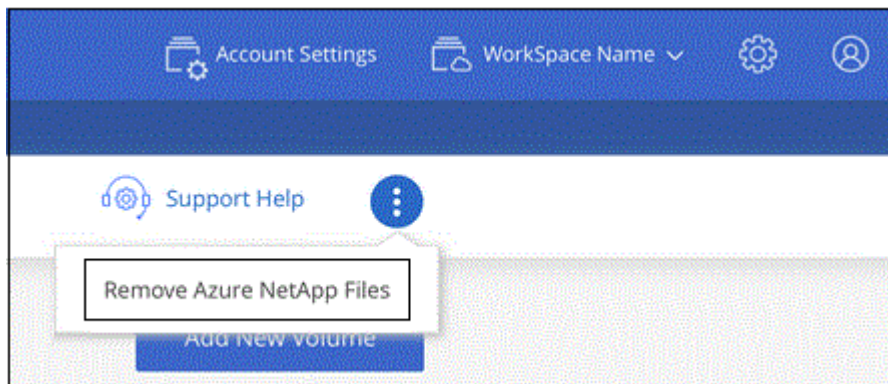 Account Settings
WorkSpace Name
Support Help
Remove Azure NetApp Files
Add New Volume